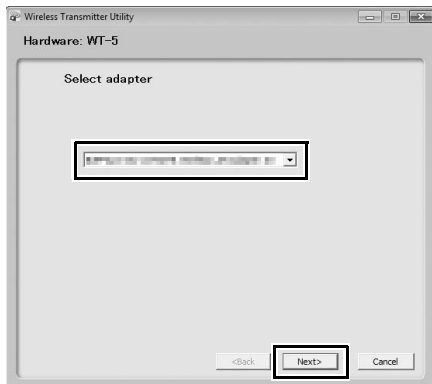 Wireless Transmitter Utility
Hardware: WT-5
Select adapter
<Back Next> Cancel